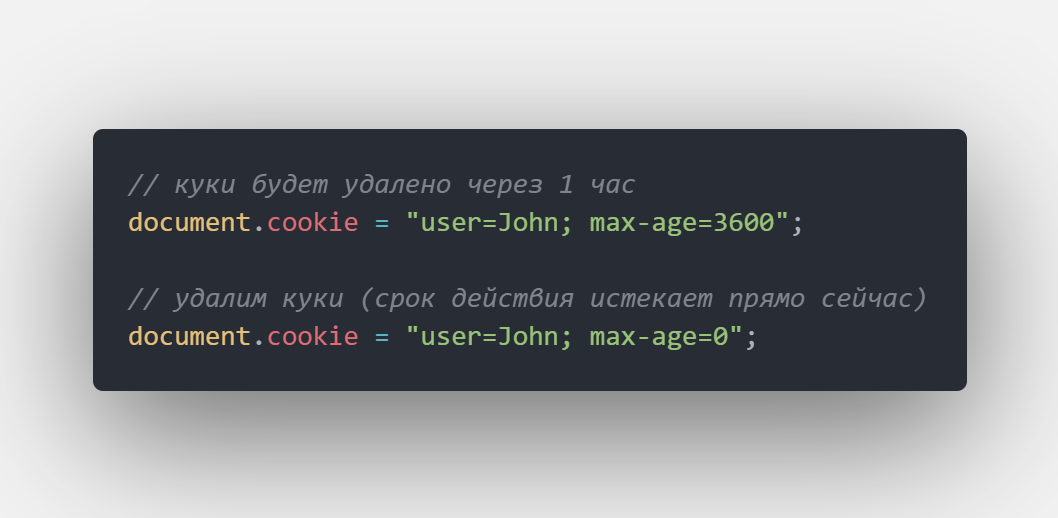 // куки будет удалено через 1 час
document.cookie = "user=John; max-age=3600";
// удалим куки (срок действия истекает прямо сейчас)
document.cookie = "user=John; max-age=0";